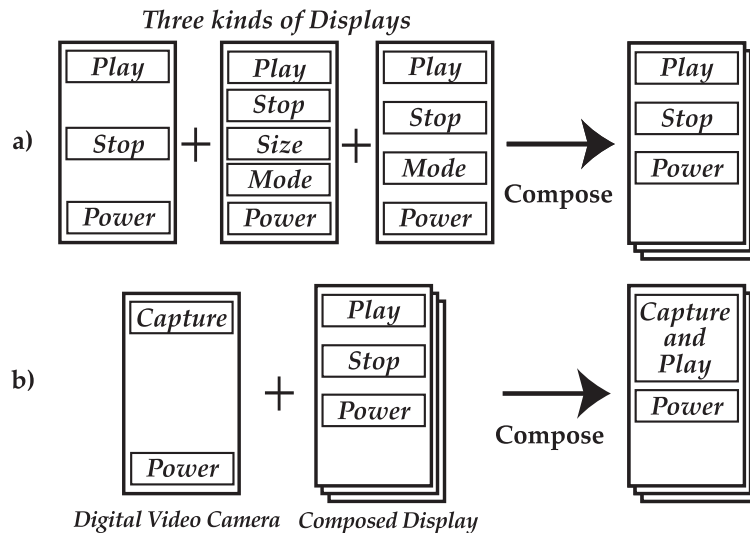 Three kinds of Displays
a)
Play
Stop
Power
+
Play
Stop
Size
Mode
Power
+
Play
Stop
Mode
Power
Compose
Play
Stop
Power
b)
Capture
Power
Digital Video Camera
+
Play
Stop
Power
Composed Display
Compose
Capture
and
Play
Power